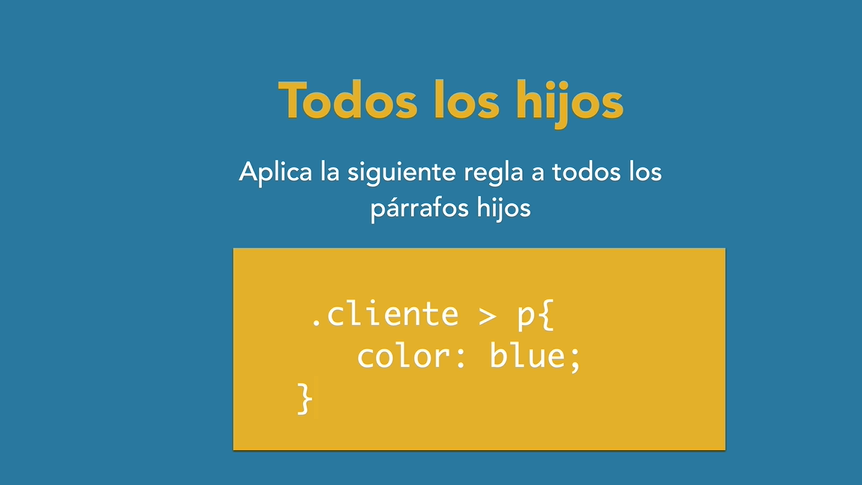 Todos los hijos
Aplica la siguiente regla a todos los
párrafos hijos
.cliente > p{
color: blue;
}